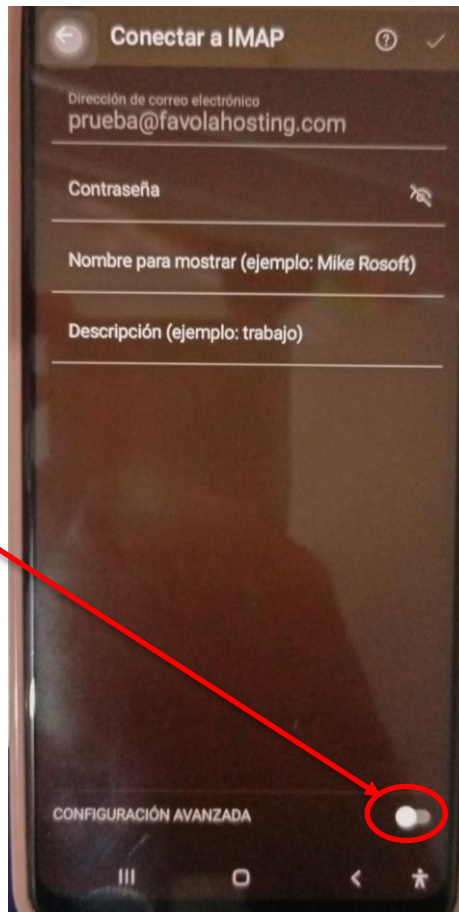 Conectar a IMAP
Dirección de correo electrónico
prueba@favolahosting.com
Contraseña
Nombre para mostrar (ejemplo: Mike Rosoft)
Descripción (ejemplo: trabajo)
CONFIGURACIÓN AVANZADA